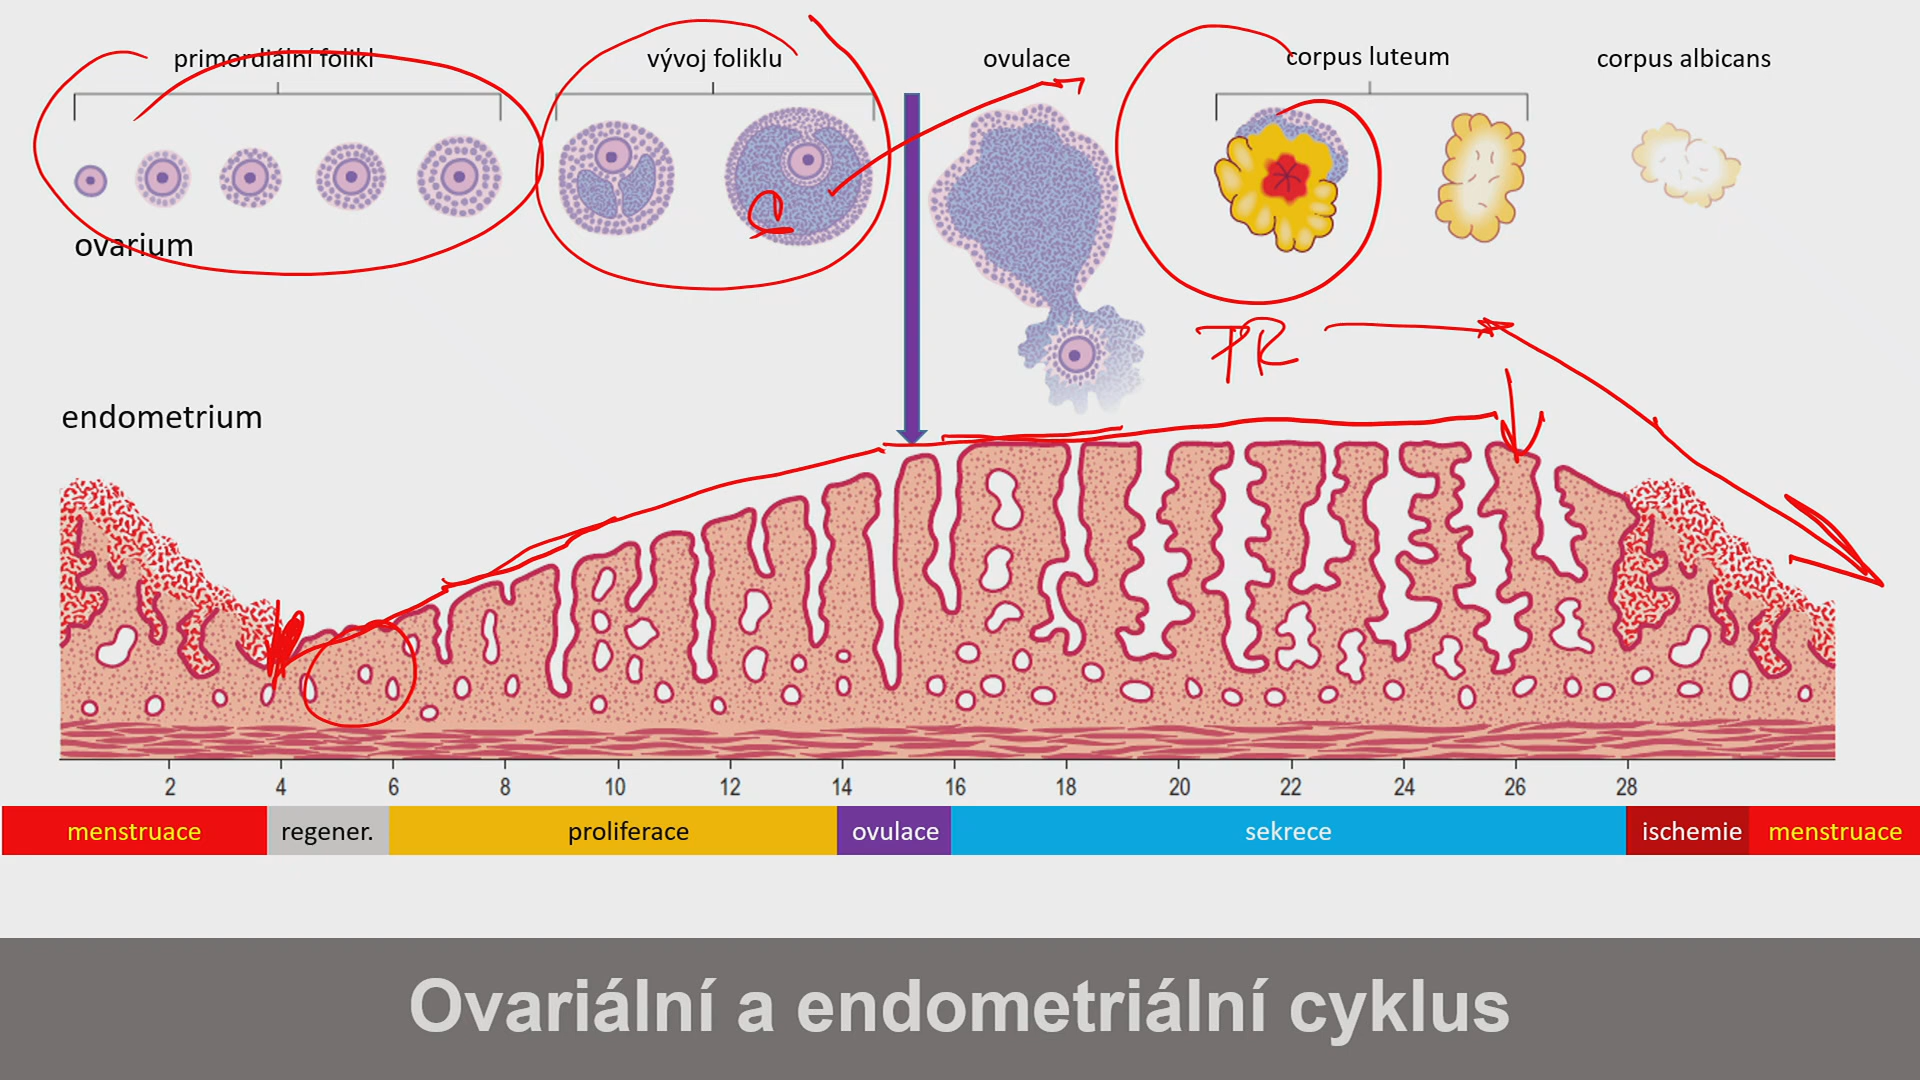 primordiální folikl
vývoj foliklu
ovulace
corpus luteum
corpus albicans
ovarium
PR
endometrium
2 4 6 8 10 12 14 16 18 20 22 24 26 28
menstruace regener. proliferace ovulace sekrece ischemie menstruace
Ovariální a endometriální cyklus